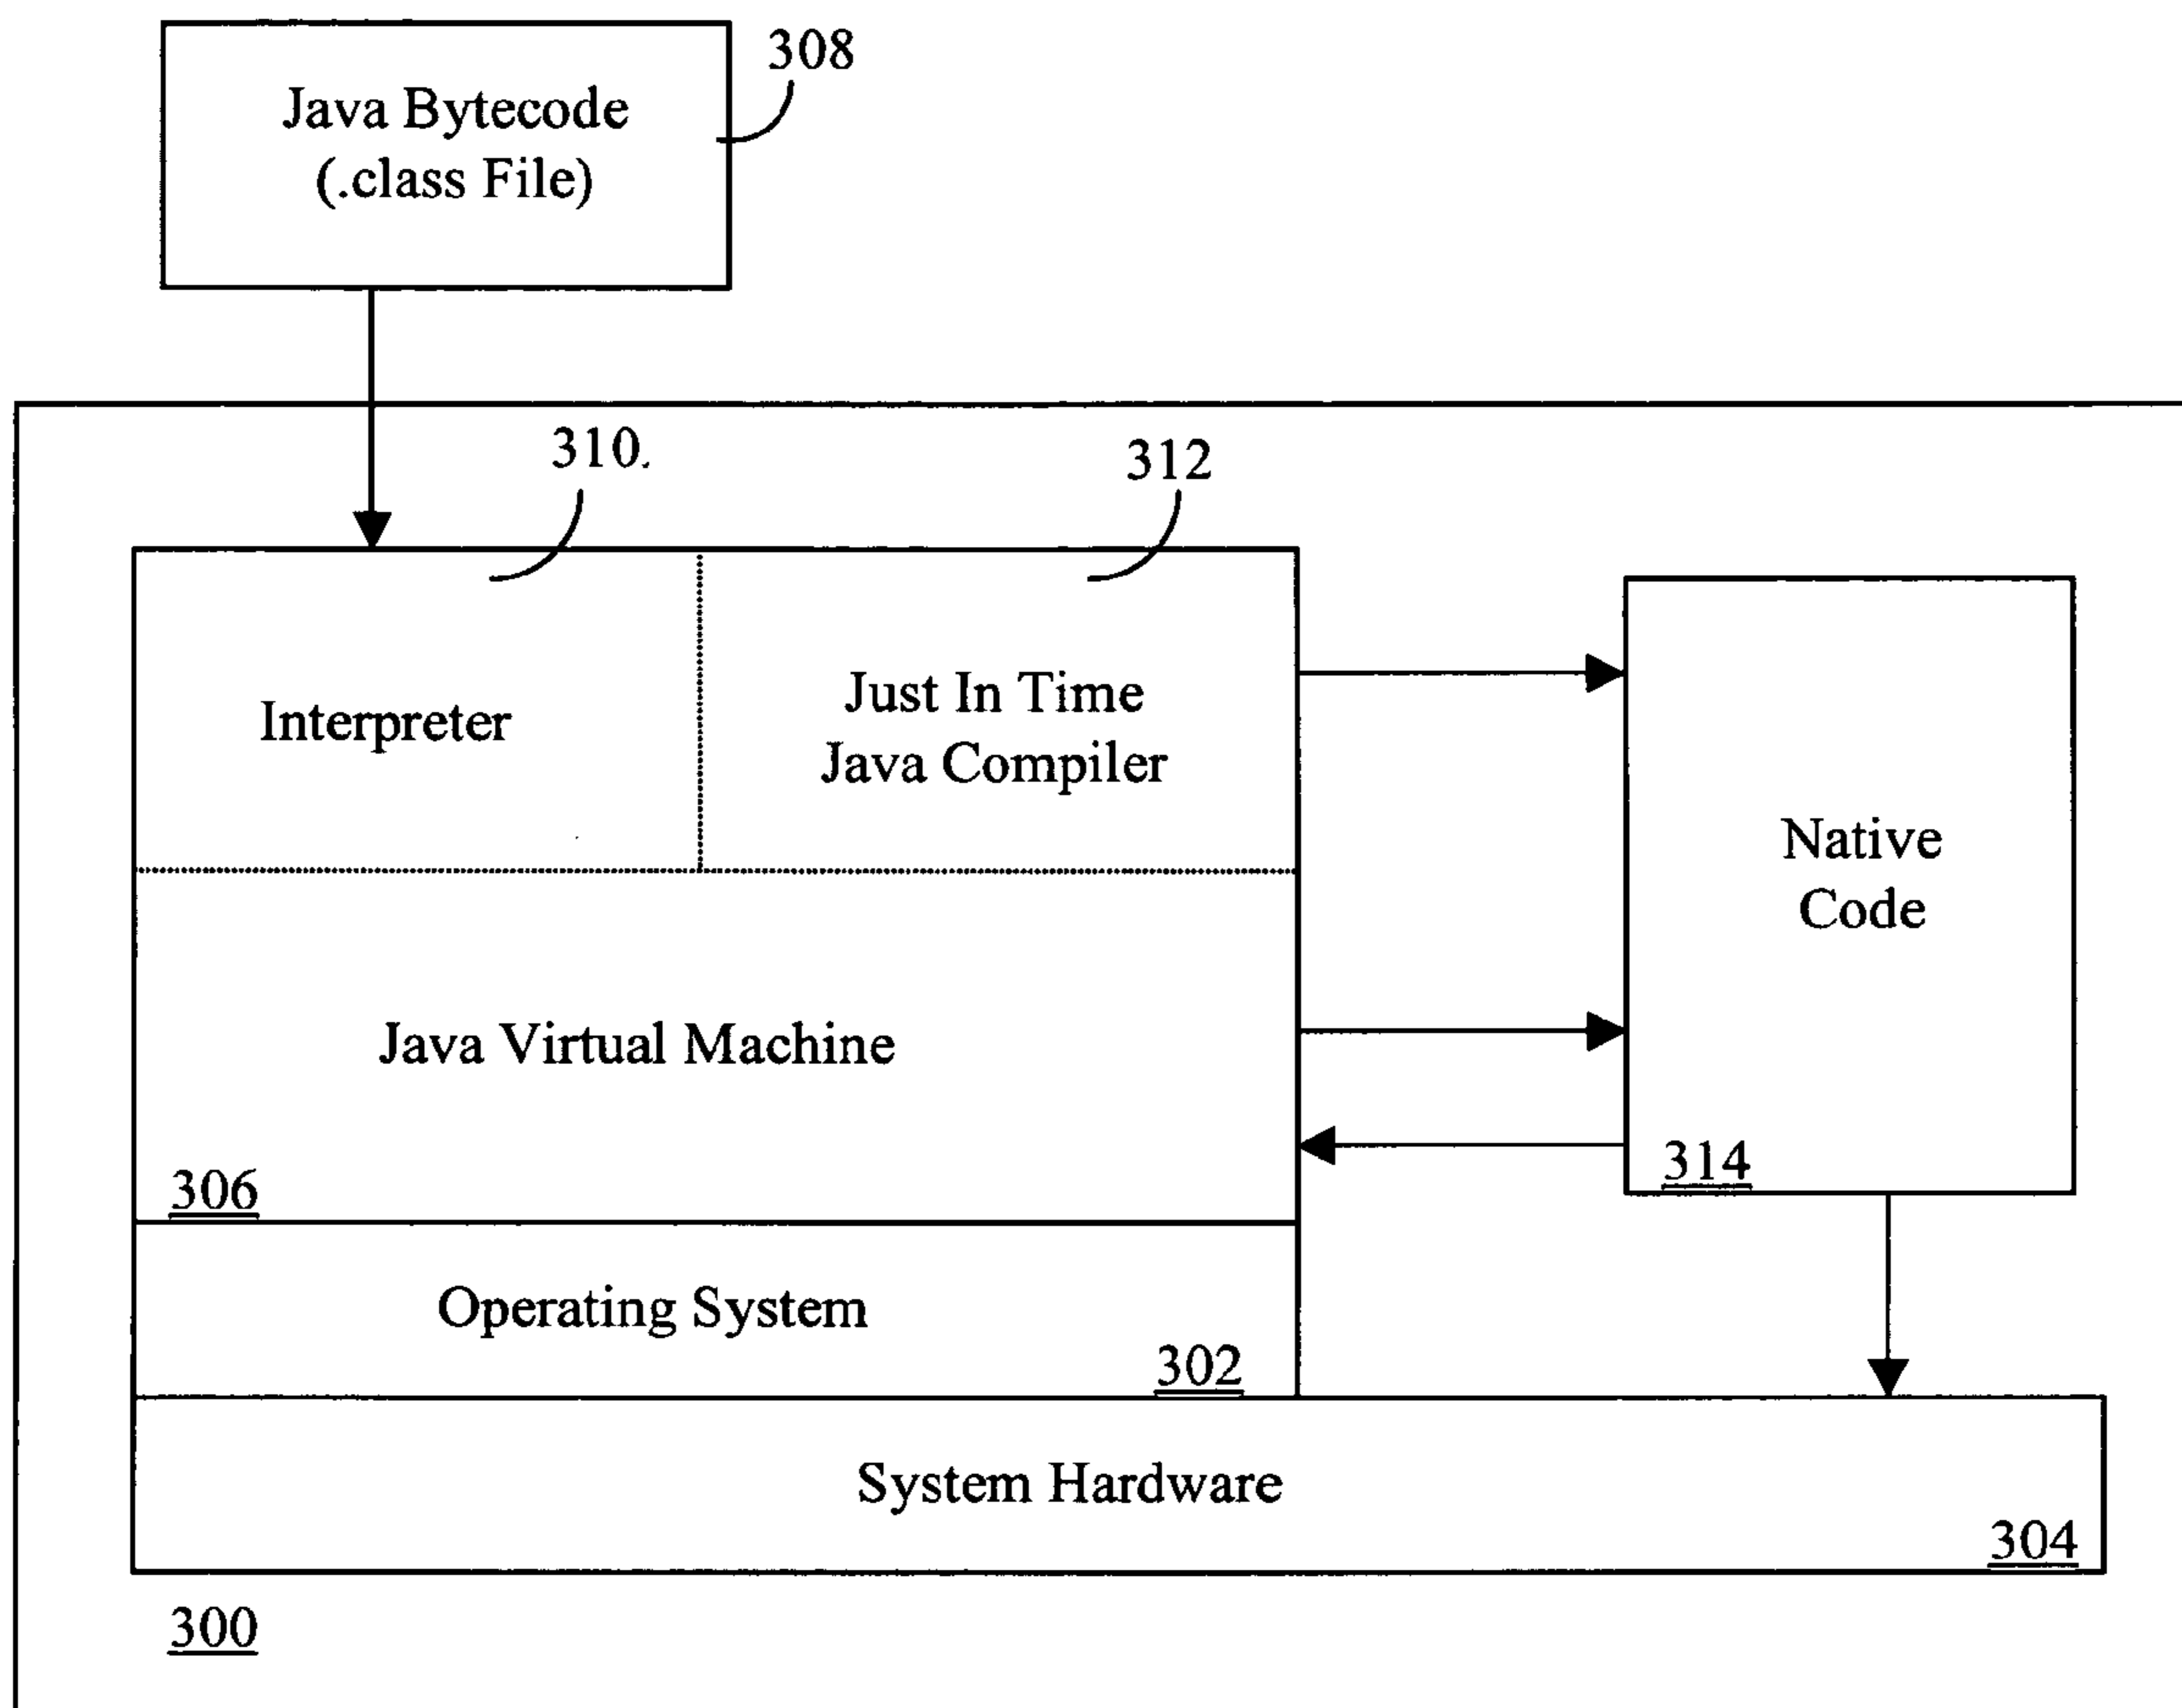 308
Java Bytecode
(.class File)
310.
312
Interpreter
Just In Time
Java Compiler
Native
Code
Java Virtual Machine
314
306
Operating System
302
System Hardware
304
300